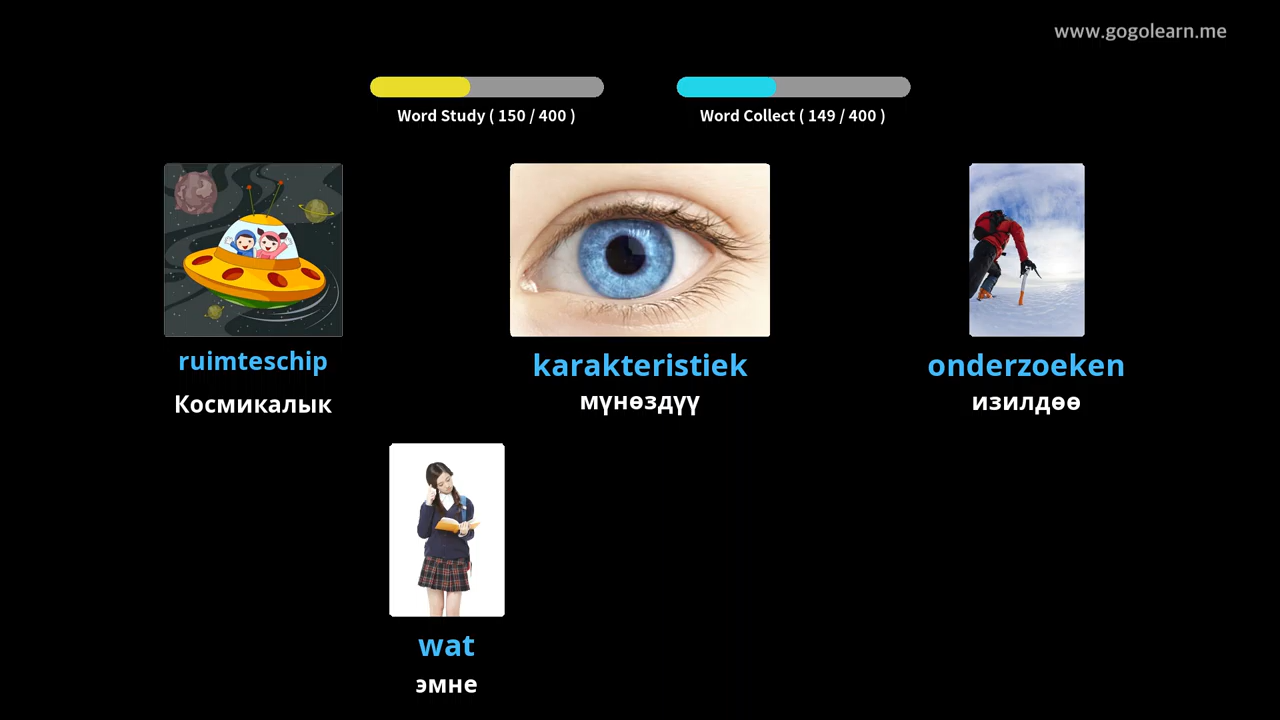 www.gogolearn.me
Word Study ( 150 / 400 )
Word Collect ( 149 / 400 )
ruimteschip
karakteristiek
onderzoeken
Космикалык
мүнөздүү
изилдөө
wat
эмне